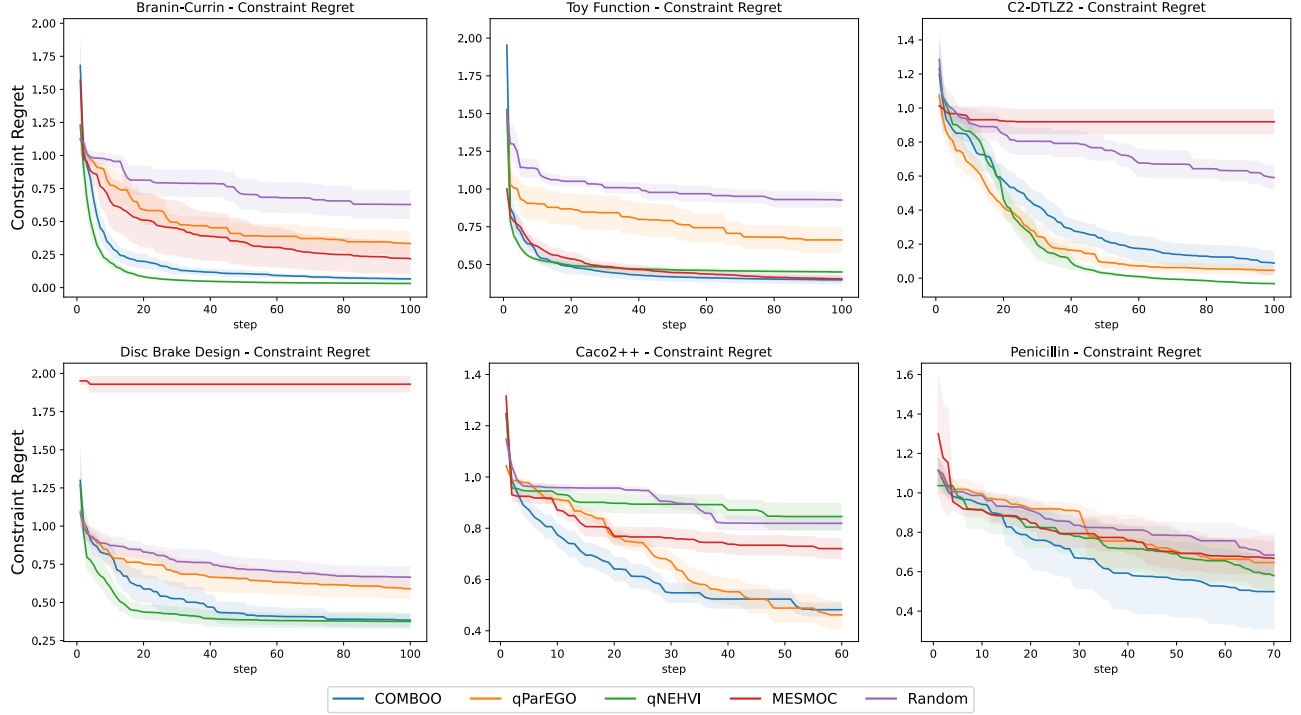 Branin-Currin - Constraint Regret
Toy Function - Constraint Regret
C2-DTLZ2 - Constraint Regret
Constraint Regret
2.00
1.75
1.50
1.25
1.00
0.75
0.50
0.25
0.00
0 20 40 60 80 100
step
2.00
1.75
1.50
1.25
1.00
0.75
0.50
0 20 40 60 80 100
step
1.4
1.2
1.0
0.8
0.6
0.4
0.2
0.0
0 20 40 60 80 100
step
Disc Brake Design - Constraint Regret
Caco2++ - Constraint Regret
Penicillin - Constraint Regret
Constraint Regret
2.00
1.75
1.50
1.25
1.00
0.75
0.50
0.25
0 20 40 60 80 100
step
1.4
1.2
1.0
0.8
0.6
0.4
0 10 20 30 40 50 60
step
1.6
1.4
1.2
1.0
0.8
0.6
0.4
0 10 20 30 40 50 60 70
step
COMBOO qParEGO qNEHVI MESMOC Random